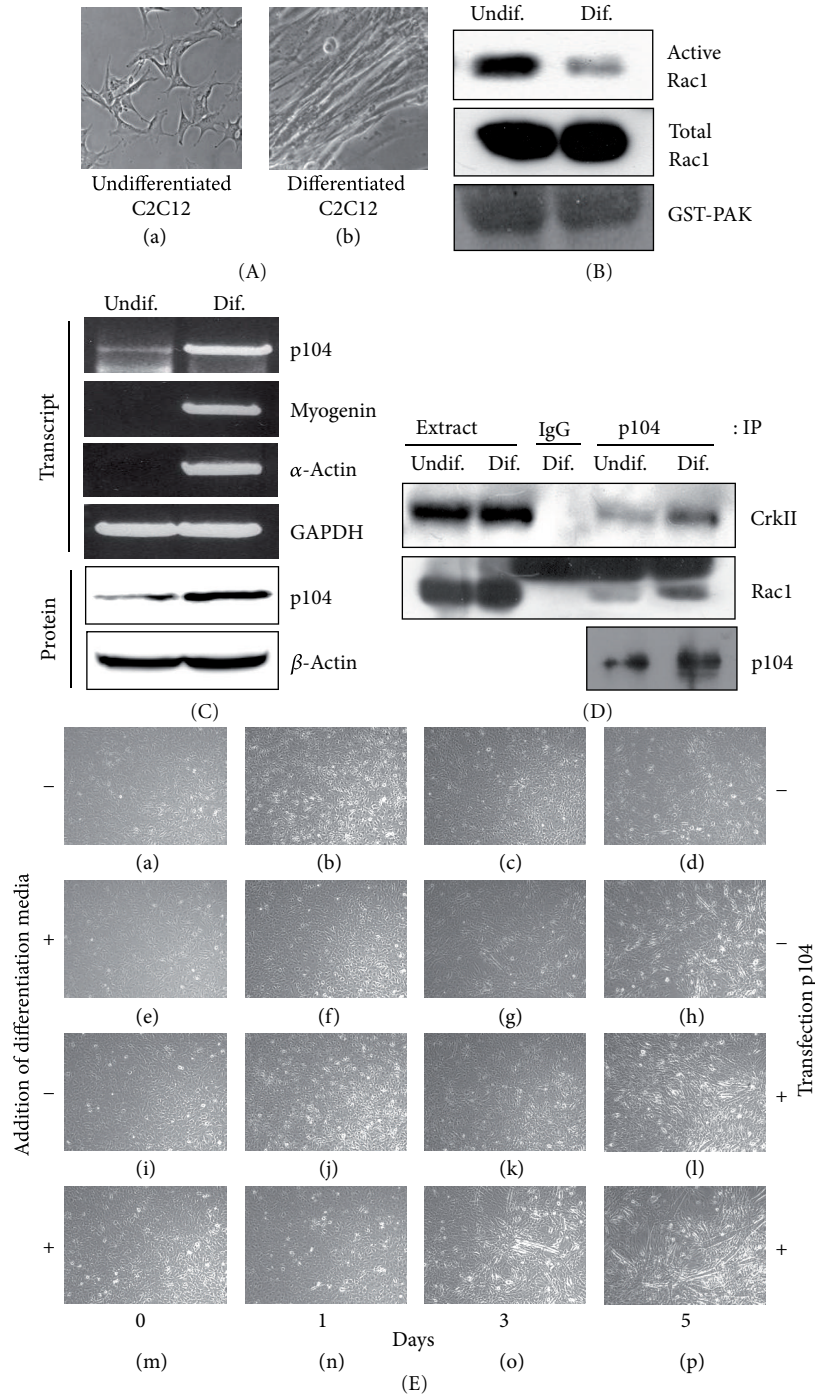 Undifferentiated
C2C12
(a)
Differentiated
C2C12
(b)
(A)
Undif. Dif.
Active
Rac1
Total
Rac1
GST-PAK
(B)
Undif. Dif.
Transcript
p104
Myogenin
α-Actin
GAPDH
Protein
p104
β-Actin
(C)
Extract IgG p104 : IP
Undif. Dif. Dif. Undif. Dif.
CrkII
Rac1
p104
(D)
Addition of differentiation media
Transfection p104
− −
(a) (b) (c) (d)
+ −
(e) (f) (g) (h)
− +
(i) (j) (k) (l)
+ +
0 1 3 5
Days
(m) (n) (o) (p)
(E)